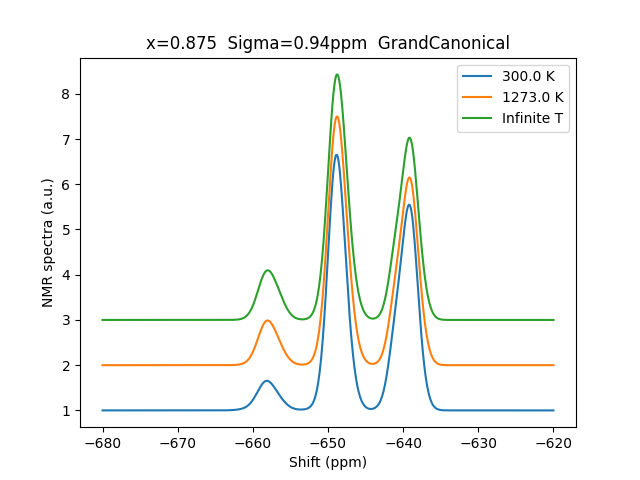 x=0.875  Sigma=0.94ppm  GrandCanonical
300.0 K
1273.0 K
Infinite T
NMR spectra (a.u.)
8
7
6
5
4
3
2
1
−680 −670 −660 −650 −640 −630 −620
Shift (ppm)